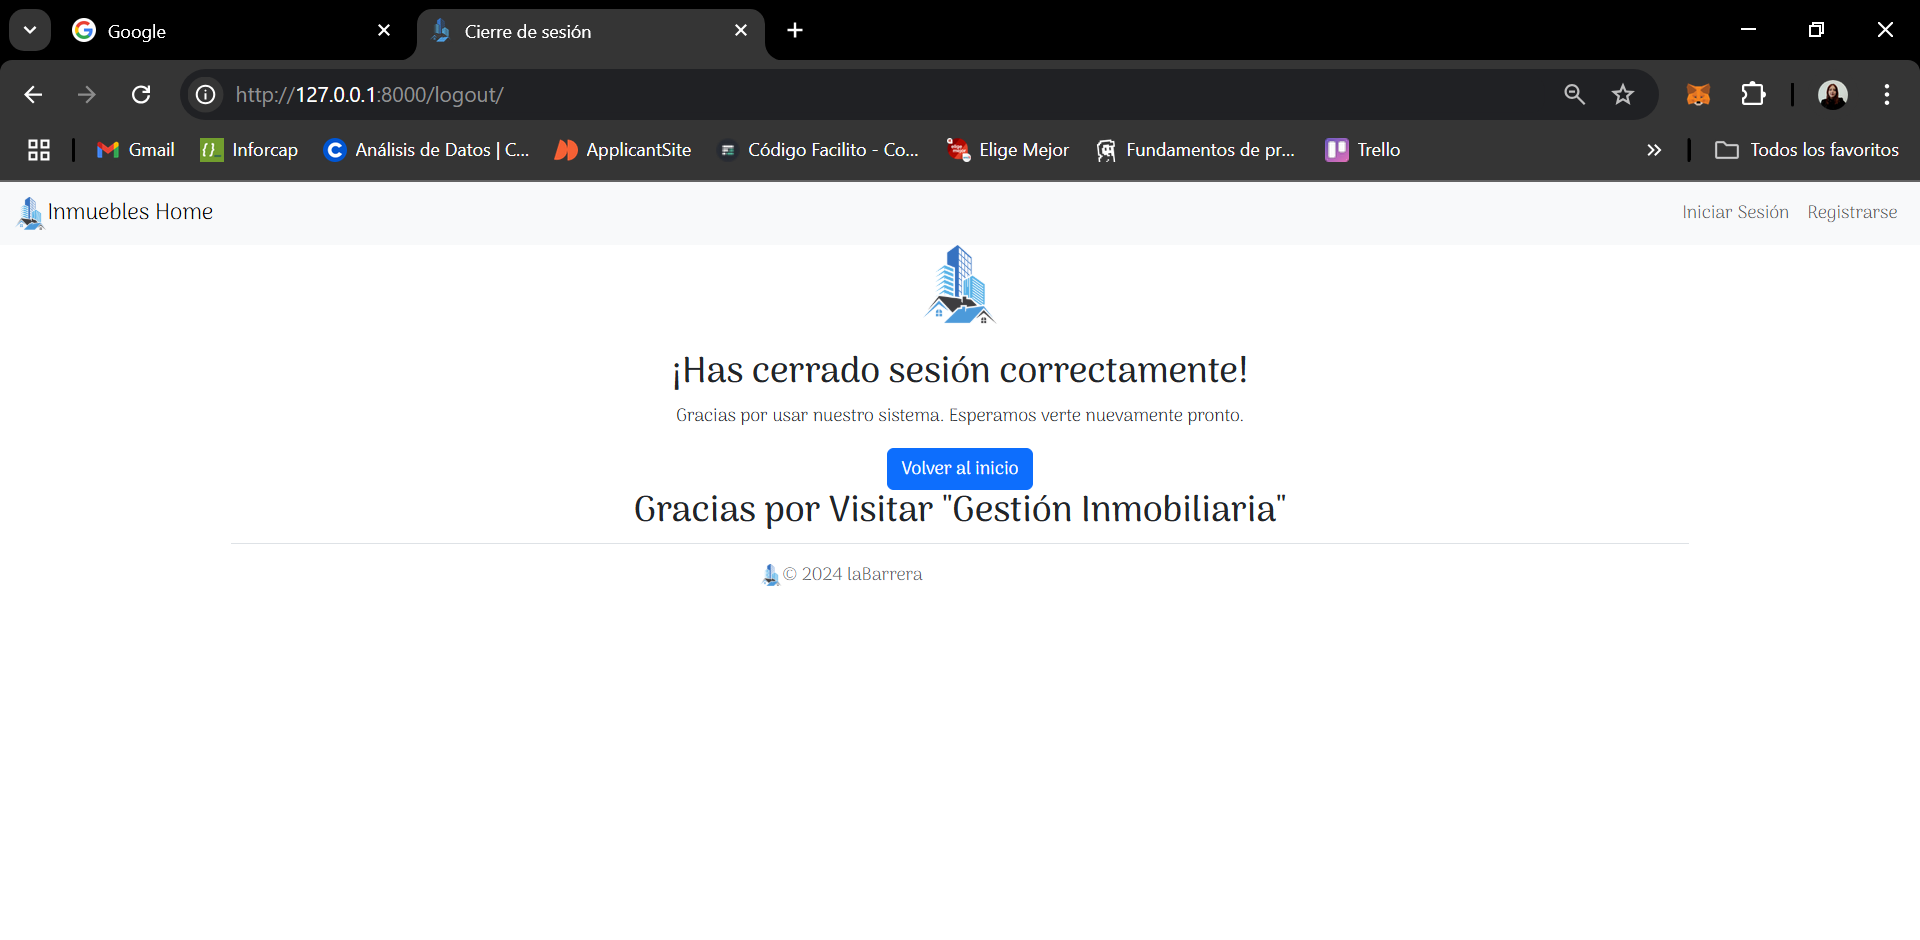 Google
Cierre de sesión
http://127.0.0.1:8000/logout/
Gmail
Inforcap
Análisis de Datos | C...
ApplicantSite
Código Facilito - Co...
Elige Mejor
Fundamentos de pr...
Trello
Todos los favoritos
Inmuebles Home
Iniciar Sesión
Registrarse
¡Has cerrado sesión correctamente!
Gracias por usar nuestro sistema. Esperamos verte nuevamente pronto.
Volver al inicio
Gracias por Visitar "Gestión Inmobiliaria"
© 2024 laBarrera